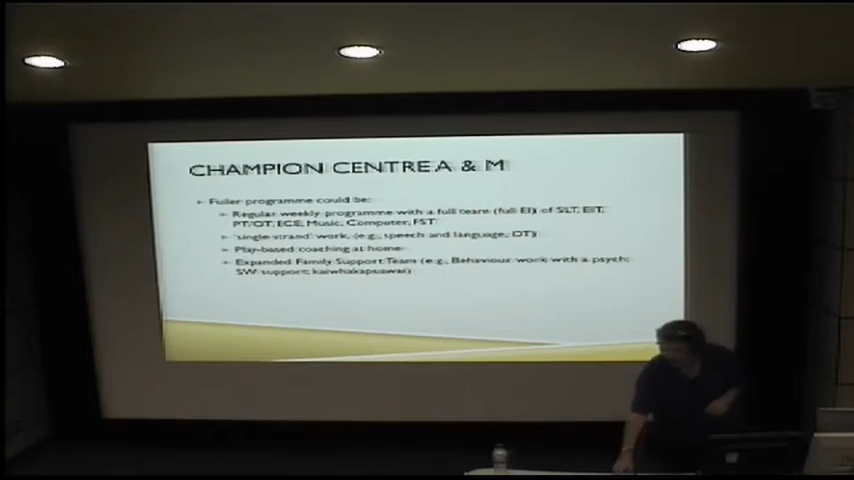 CHAMPION CENTRE A & M
Fuller programme could be:
Regular weekly programme with a full team (full EI) of SLT, EIT,
PT/OT, ECE, Music, Computer, FST
'single-strand' work, (e.g., speech and language, OT)
Play-based coaching at home
Expanded Family Support Team (e.g., Behaviour work with a psych;
SW support; kaiwhakapuawai)